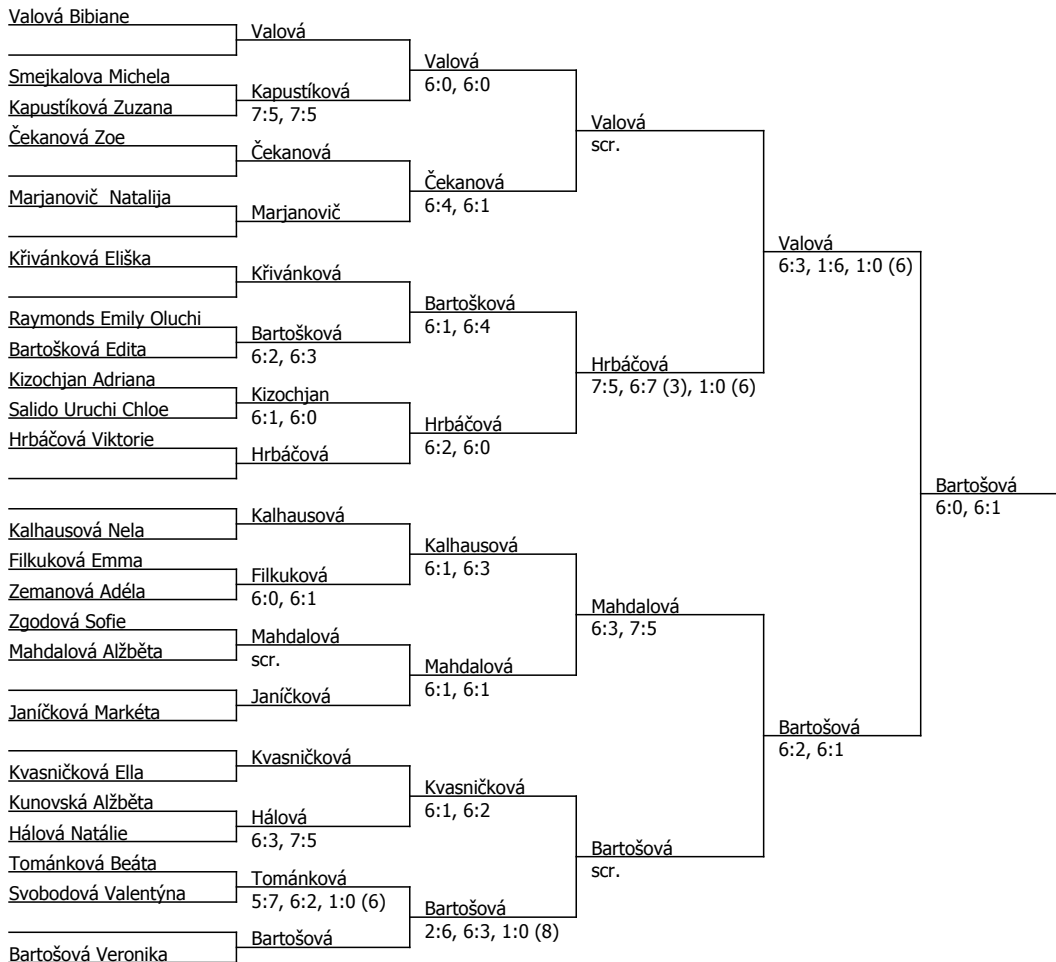 Valová Bibiane
Smejkalova Michela
Kapustíková Zuzana
Čekanová Zoe
Marjanovič  Natalija
Křivánková Eliška
Raymonds Emily Oluchi
Bartošková Edita
Kizochjan Adriana
Salido Uruchi Chloe
Hrbáčová Viktorie
Kalhausová Nela
Filkuková Emma
Zemanová Adéla
Zgodová Sofie
Mahdalová Alžběta
Janíčková Markéta
Kvasničková Ella
Kunovská Alžběta
Hálová Natálie
Tománková Beáta
Svobodová Valentýna
Bartošová Veronika
Valová
Kapustíková
7:5, 7:5
Čekanová
Marjanovič
Křivánková
Bartošková
6:2, 6:3
Kizochjan
6:1, 6:0
Hrbáčová
Kalhausová
Filkuková
6:0, 6:1
Mahdalová
scr.
Janíčková
Kvasničková
Hálová
6:3, 7:5
Tománková
5:7, 6:2, 1:0 (6)
Bartošová
Valová
6:0, 6:0
Čekanová
6:4, 6:1
Bartošková
6:1, 6:4
Hrbáčová
6:2, 6:0
Kalhausová
6:1, 6:3
Mahdalová
6:1, 6:1
Kvasničková
6:1, 6:2
Bartošová
2:6, 6:3, 1:0 (8)
Valová
scr.
Hrbáčová
7:5, 6:7 (3), 1:0 (6)
Mahdalová
6:3, 7:5
Bartošová
scr.
Valová
6:3, 1:6, 1:0 (6)
Bartošová
6:2, 6:1
Bartošová
6:0, 6:1